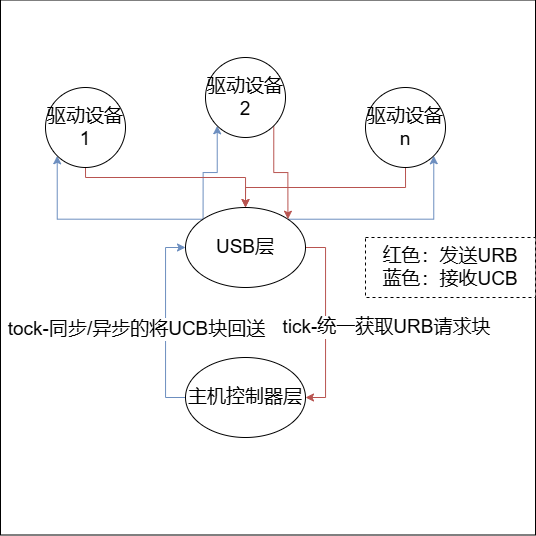 驱动设备
1
驱动设备
2
驱动设备
n
USB层
红色：发送URB
蓝色：接收UCB
tock-同步/异步的将UCB块回送
tick-统一获取URB请求块
主机控制器层